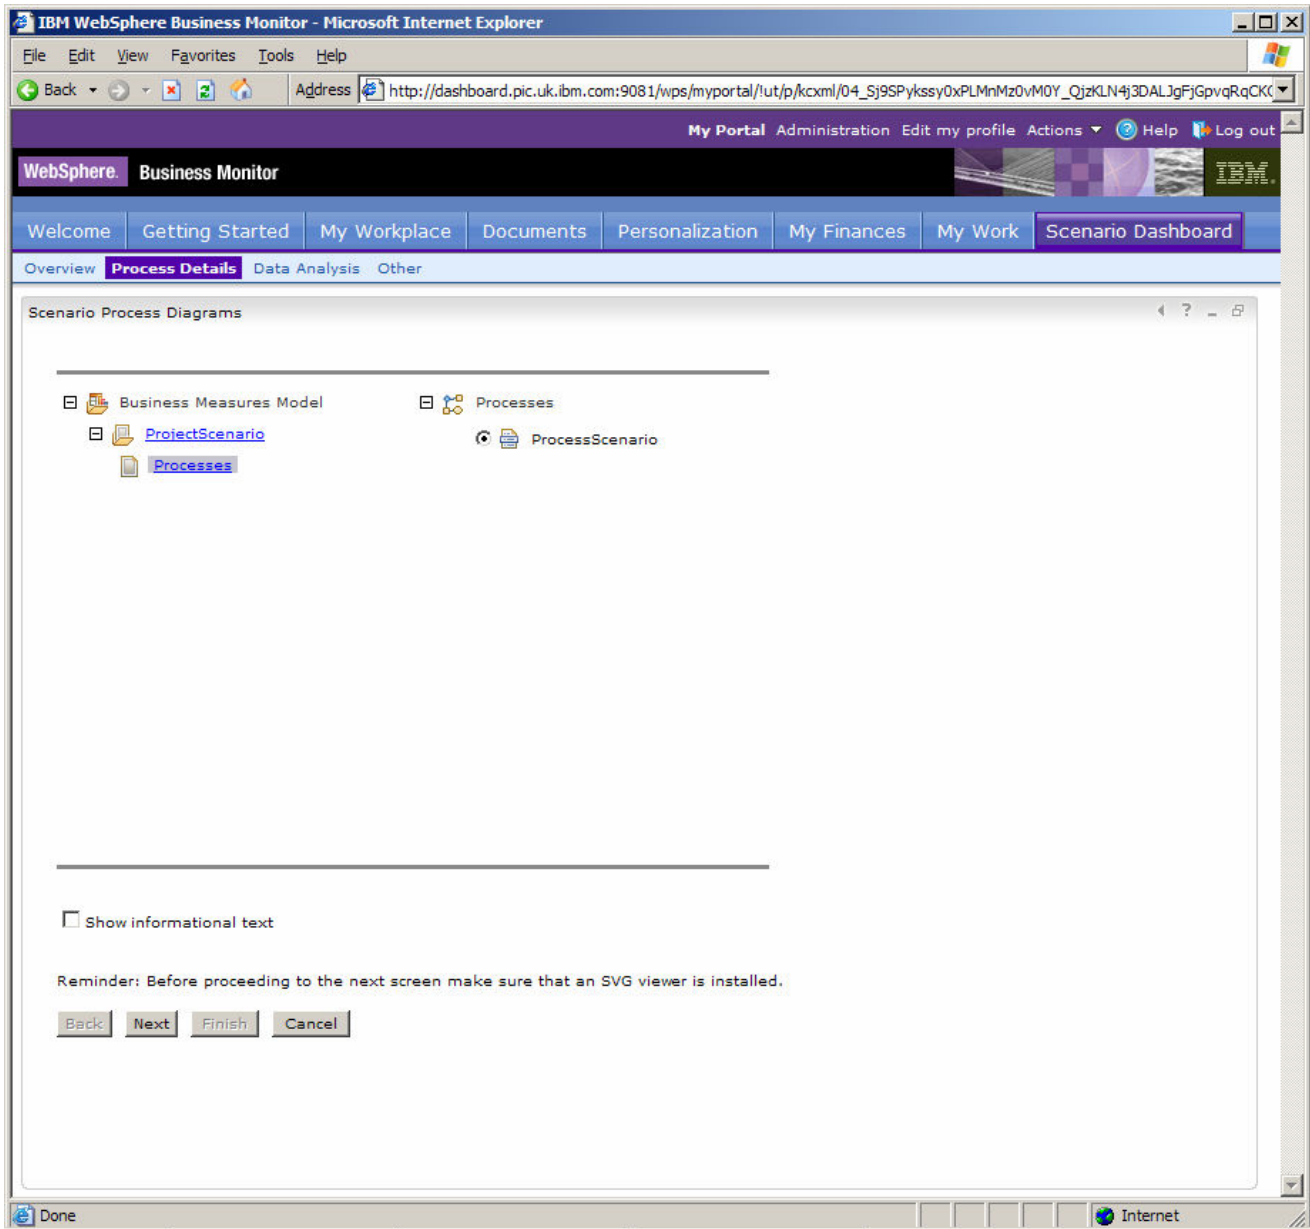 IBM WebSphere Business Monitor - Microsoft Internet Explorer
File Edit View Favorites Tools Help
Back Address http://dashboard.pic.uk.ibm.com:9081/wps/myportal/!ut/p/kcxml/04_Sj9SPykssy0xPLMnMz0vM0Y_QjzKLN4j3DALJgFjGpvqRqCK(
My Portal Administration Edit my profile Actions Help Log out
WebSphere. Business Monitor IBM.
Welcome Getting Started My Workplace Documents Personalization My Finances My Work Scenario Dashboard
Overview Process Details Data Analysis Other
Scenario Process Diagrams
Business Measures Model Processes
ProjectScenario ProcessScenario
Processes
Show informational text
Reminder: Before proceeding to the next screen make sure that an SVG viewer is installed.
Back Next Finish Cancel
Done Internet